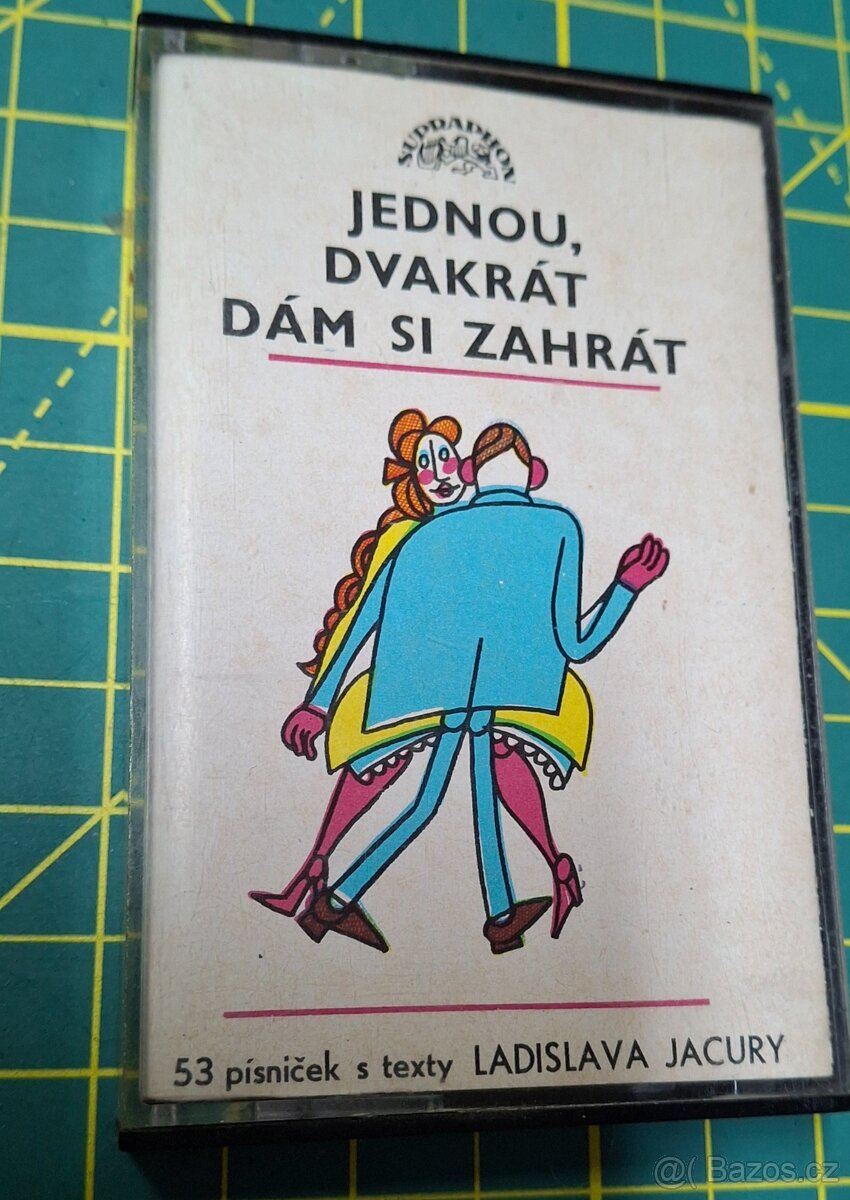 SUPRAPHON
JEDNOU,
DVAKRÁT
DÁM SI ZAHRÁT
53 písniček s texty LADISLAVA JACURY
@( Bazos.cz